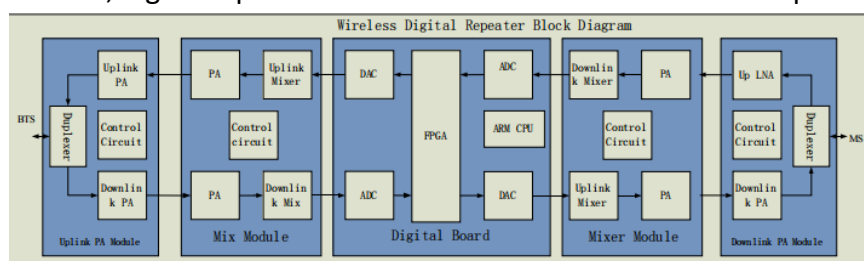 Wireless Digital Repeater Block Diagram
BTS
Duplexer
Uplink
PA
Control
Circuit
Downlin
k PA
Uplink PA Module
PA
Uplink
Mixer
Control
circuit
PA
Downlin
k Mix
Mix Module
DAC
FPGA
ADC
ARM CPU
ADC
DAC
Digital Board
Downlin
k Mixer
PA
Control
Circuit
Uplink
Mixer
PA
Mixer Module
Up LNA
Control
Circuit
Downlin
k PA
Duplexer
MS
Downlink PA Module